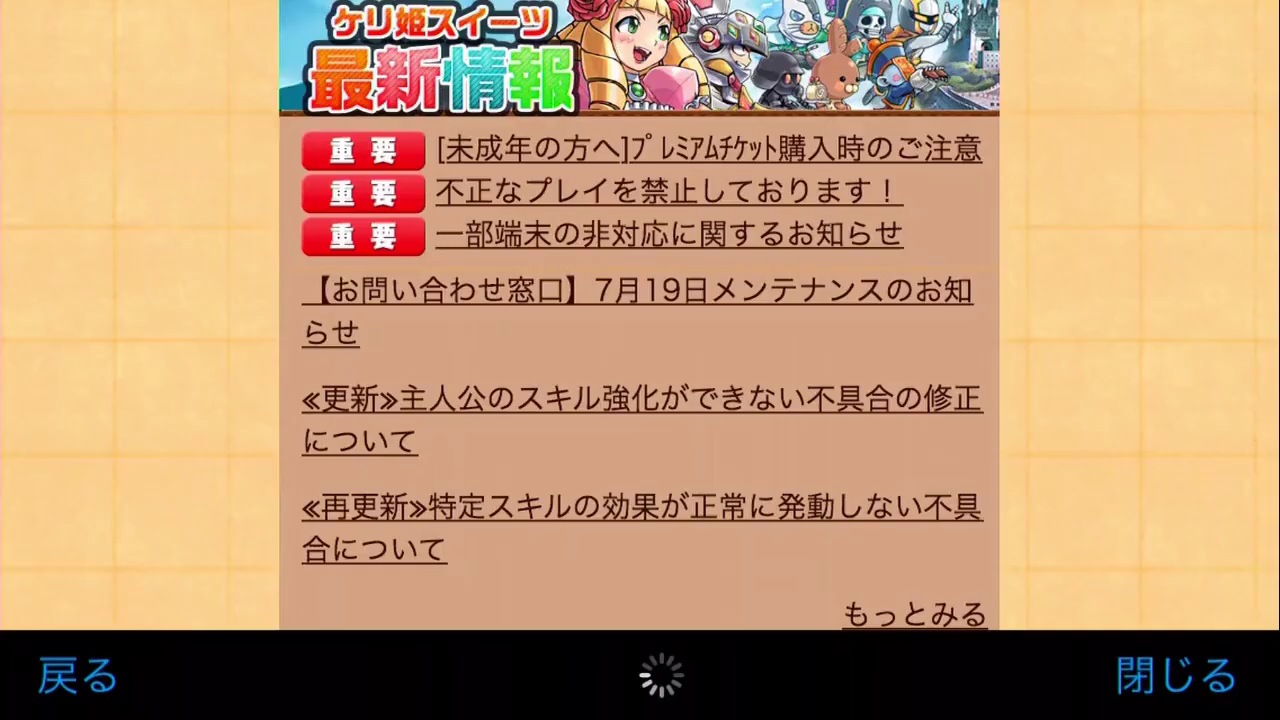 ケリ姫スイーツ
最新情報
重要 [未成年の方へ]ﾌﾟﾚﾐｱﾑﾁｹｯﾄ購入時のご注意
重要 不正なプレイを禁止しております！
重要 一部端末の非対応に関するお知らせ
【お問い合わせ窓口】7月19日メンテナンスのお知
らせ
≪更新≫主人公のスキル強化ができない不具合の修正
について
≪再更新≫特定スキルの効果が正常に発動しない不具
合について
もっとみる
戻る 閉じる